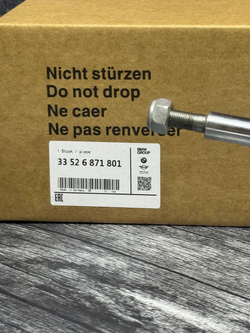 Nicht stürzen
Do not drop
Ne caer
Ne pas renverser
1 Stück / piece
BMW
GROUP
33 52 6 871 801
EAC